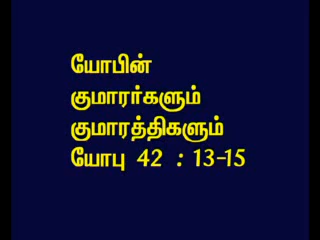 யோபின்
குமாரர்களும்
குமாரத்திகளும்
யோபு 42 : 13-15